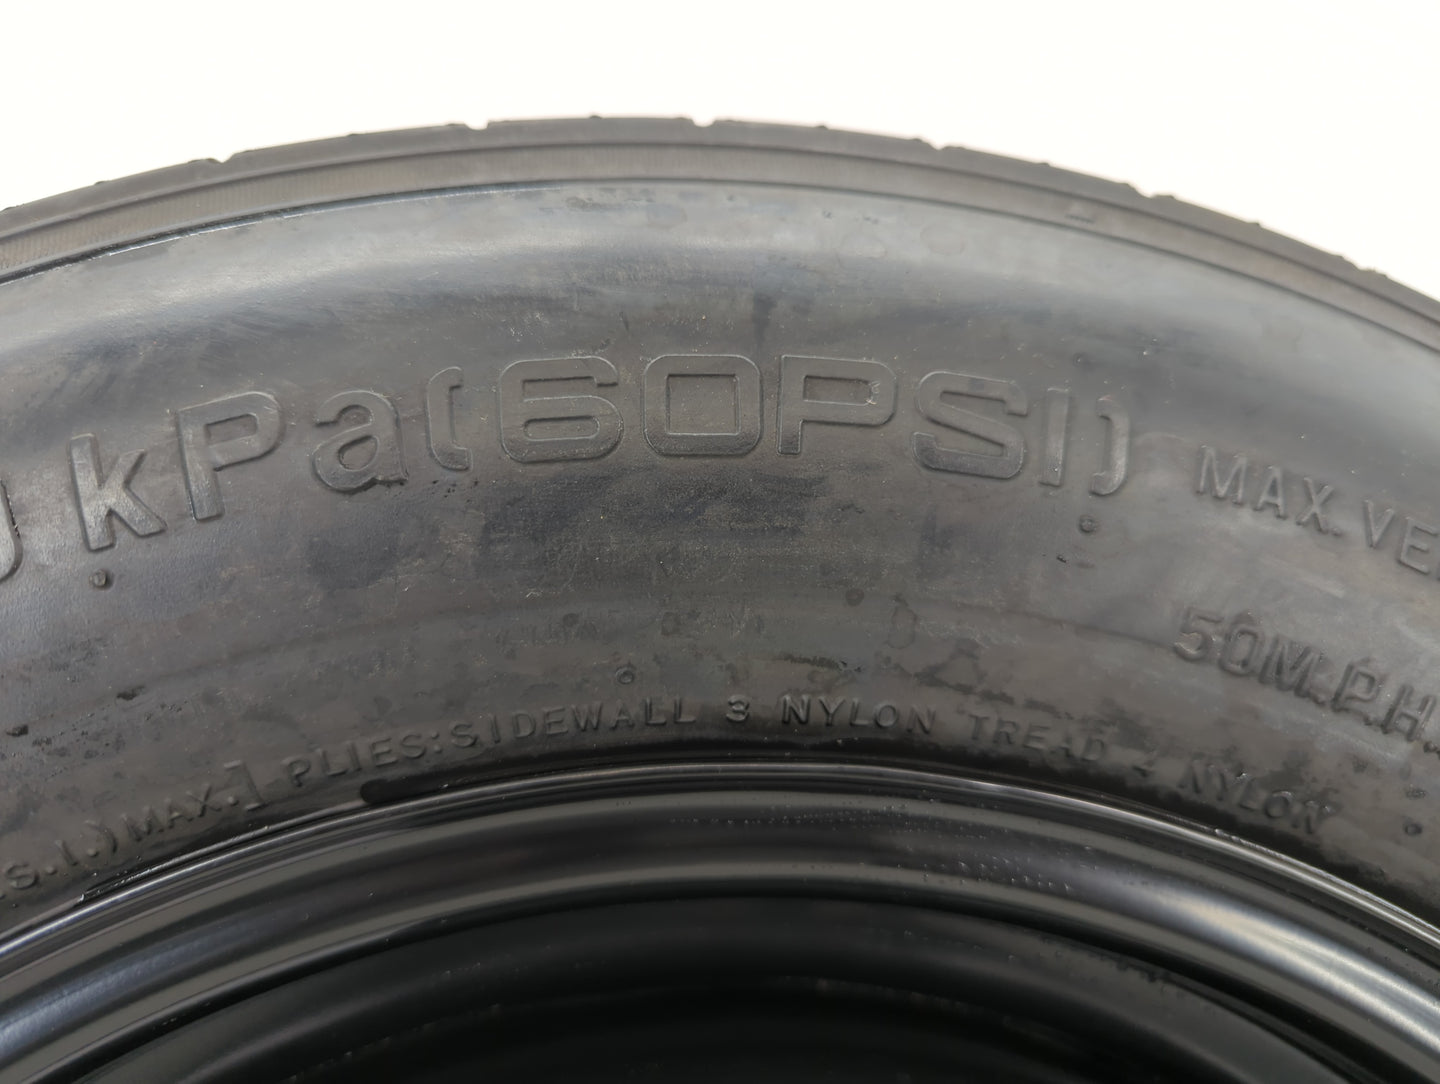 kPa(60PSI)
MAX. VE
50M.P.H.
S.I.)MAX.] PLIES:SIDEWALL 3 NYLON TREAD 4 NYLON